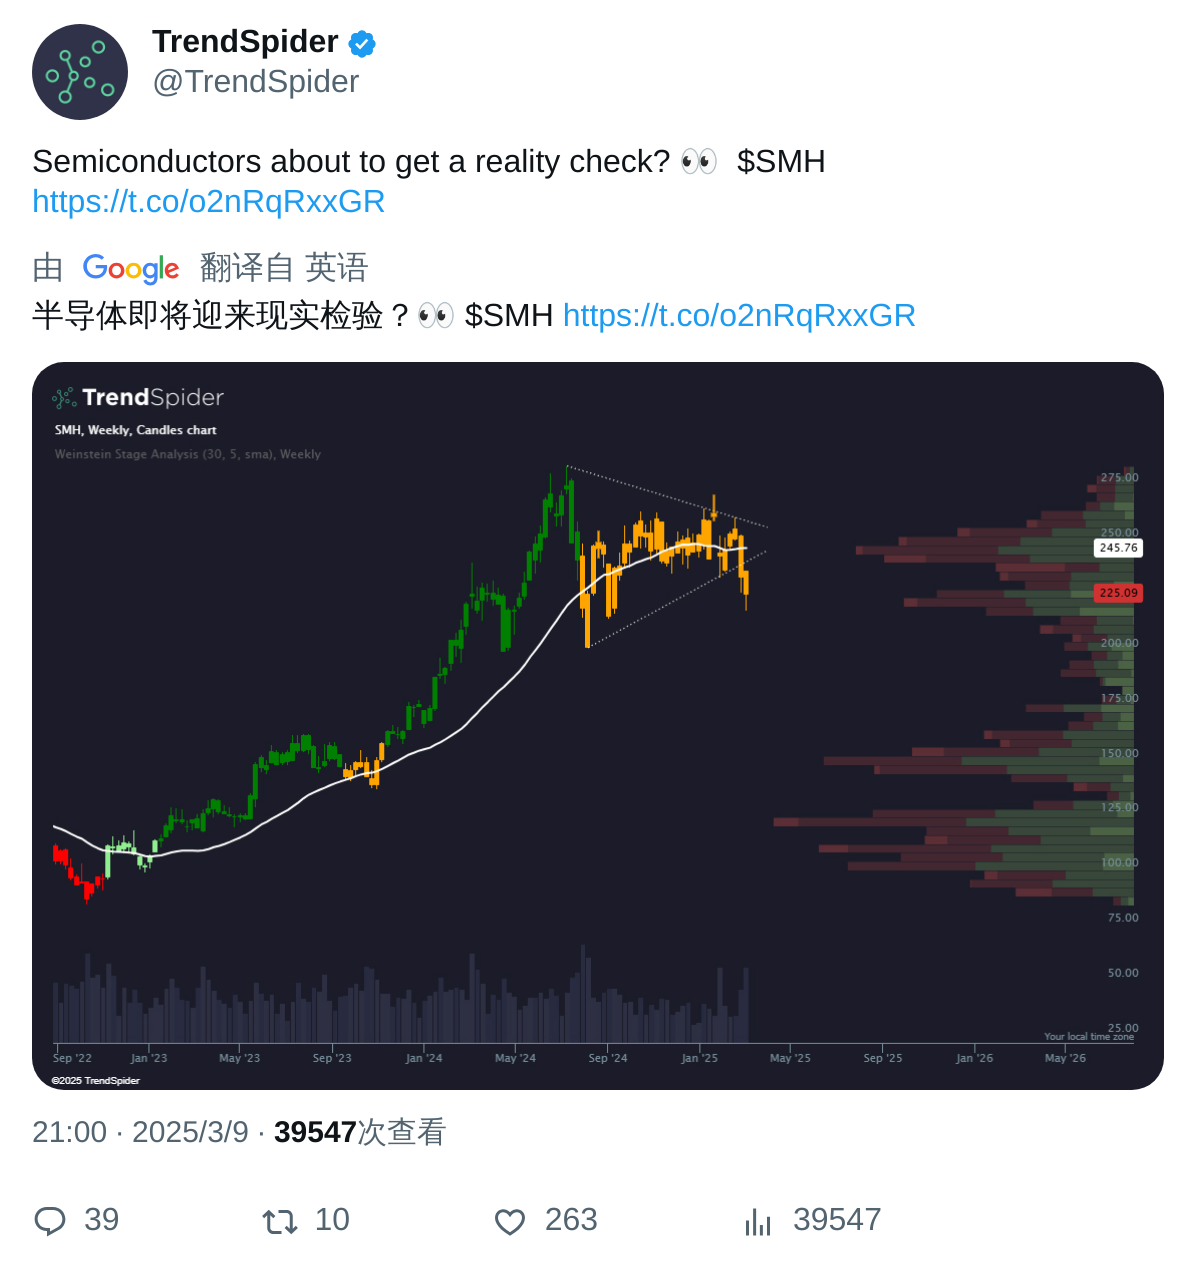 TrendSpider
@TrendSpider
Semiconductors about to get a reality check? 👀 $SMH
https://t.co/o2nRqRxxGR
由 Google 翻译自 英语
半导体即将迎来现实检验？👀 $SMH https://t.co/o2nRqRxxGR
TrendSpider
SMH, Weekly, Candles chart
Weinstein Stage Analysis (30, 5, sma), Weekly
275.00
250.00
245.76
225.09
200.00
175.00
150.00
125.00
100.00
75.00
50.00
25.00
Your local time zone
Sep '22 Jan '23 May '23 Sep '23 Jan '24 May '24 Sep '24 Jan '25 May '25 Sep '25 Jan '26 May '26
©2025 TrendSpider
21:00 · 2025/3/9 · 39547次查看
39 10 263 39547